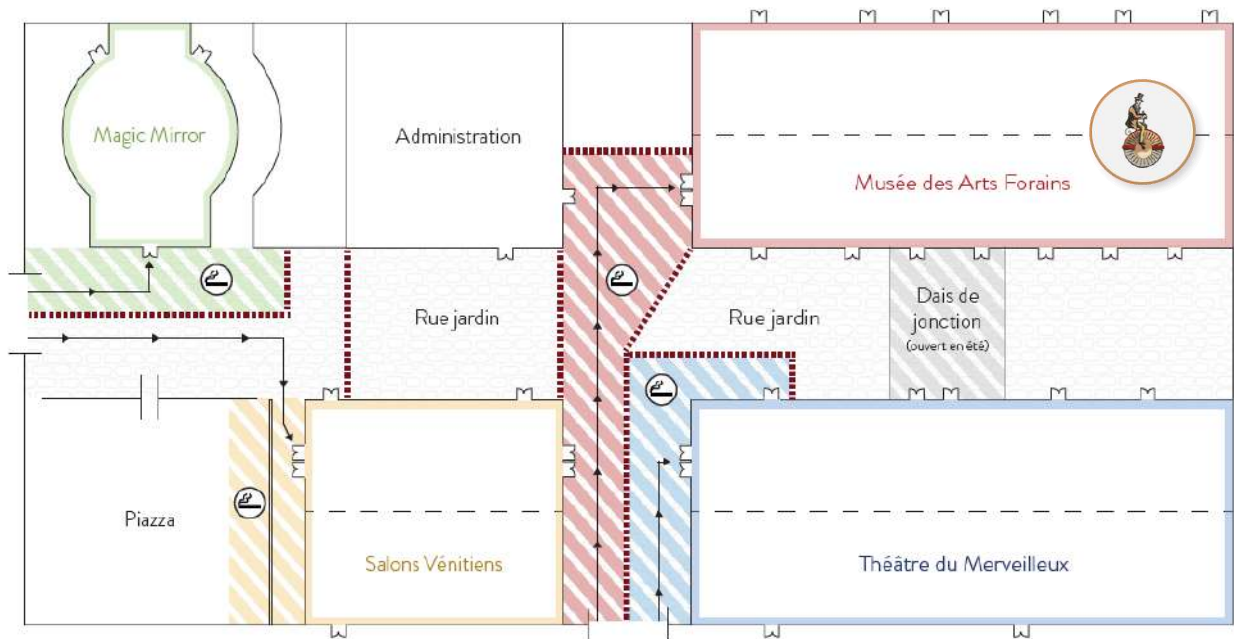 Magic Mirror
Administration
Musée des Arts Forains
Rue jardin
Rue jardin
Dais de
jonction
(ouvert en été)
Piazza
Salons Vénitiens
Théâtre du Merveilleux